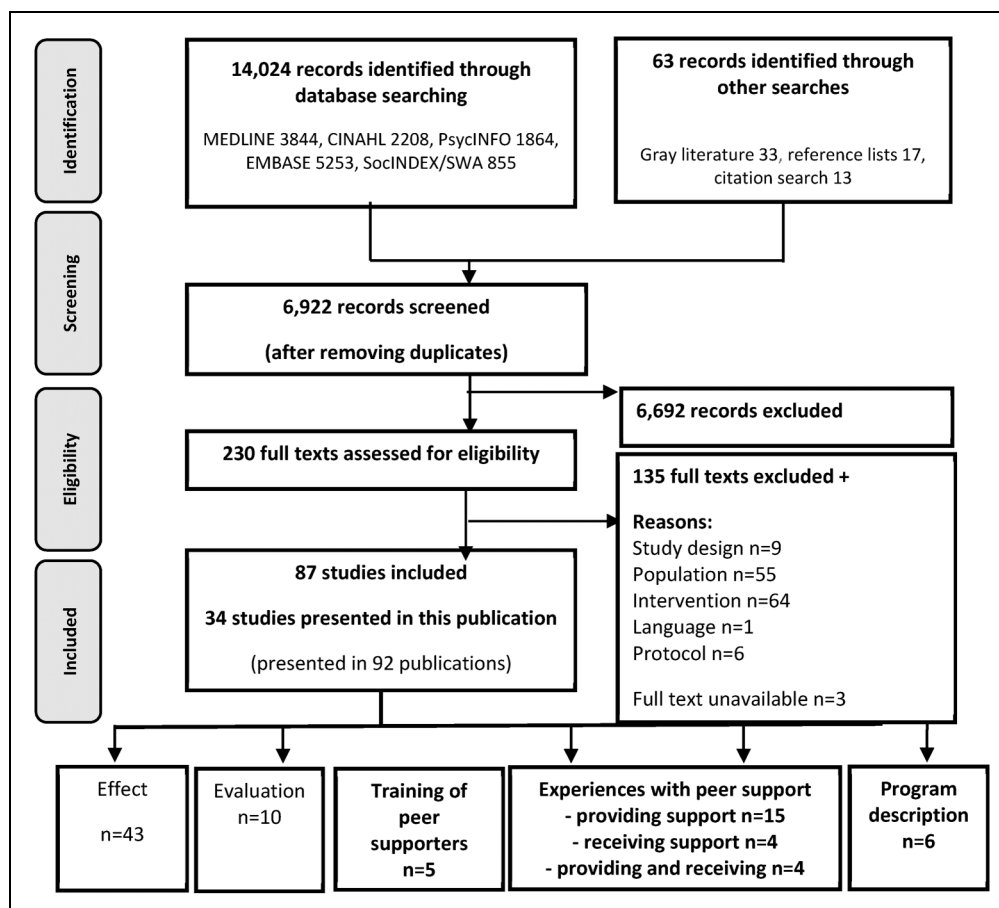 Identification
14,024 records identified through
database searching
MEDLINE 3844, CINAHL 2208, PsycINFO 1864,
EMBASE 5253, SocINDEX/SWA 855
63 records identified through
other searches
Gray literature 33, reference lists 17,
citation search 13
Screening
6,922 records screened
(after removing duplicates)
6,692 records excluded
Eligibility
230 full texts assessed for eligibility
135 full texts excluded +
Reasons:
Study design n=9
Population n=55
Intervention n=64
Language n=1
Protocol n=6
Full text unavailable n=3
Included
87 studies included
34 studies presented in this publication
(presented in 92 publications)
Effect
n=43
Evaluation
n=10
Training of
peer
supporters
n=5
Experiences with peer support
- providing support n=15
- receiving support n=4
- providing and receiving n=4
Program
description
n=6